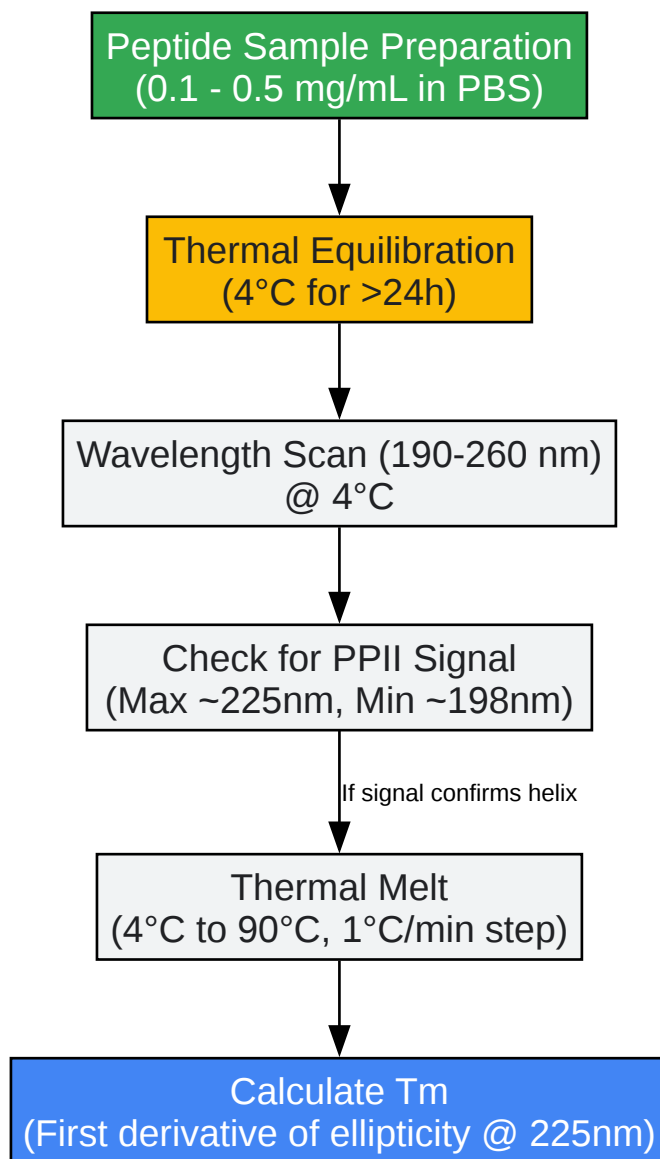 Peptide Sample Preparation
(0.1 - 0.5 mg/mL in PBS)
Thermal Equilibration
(4°C for >24h)
Wavelength Scan (190-260 nm)
@ 4°C
Check for PPII Signal
(Max ~225nm, Min ~198nm)
If signal confirms helix
Thermal Melt
(4°C to 90°C, 1°C/min step)
Calculate Tm
(First derivative of ellipticity @ 225nm)